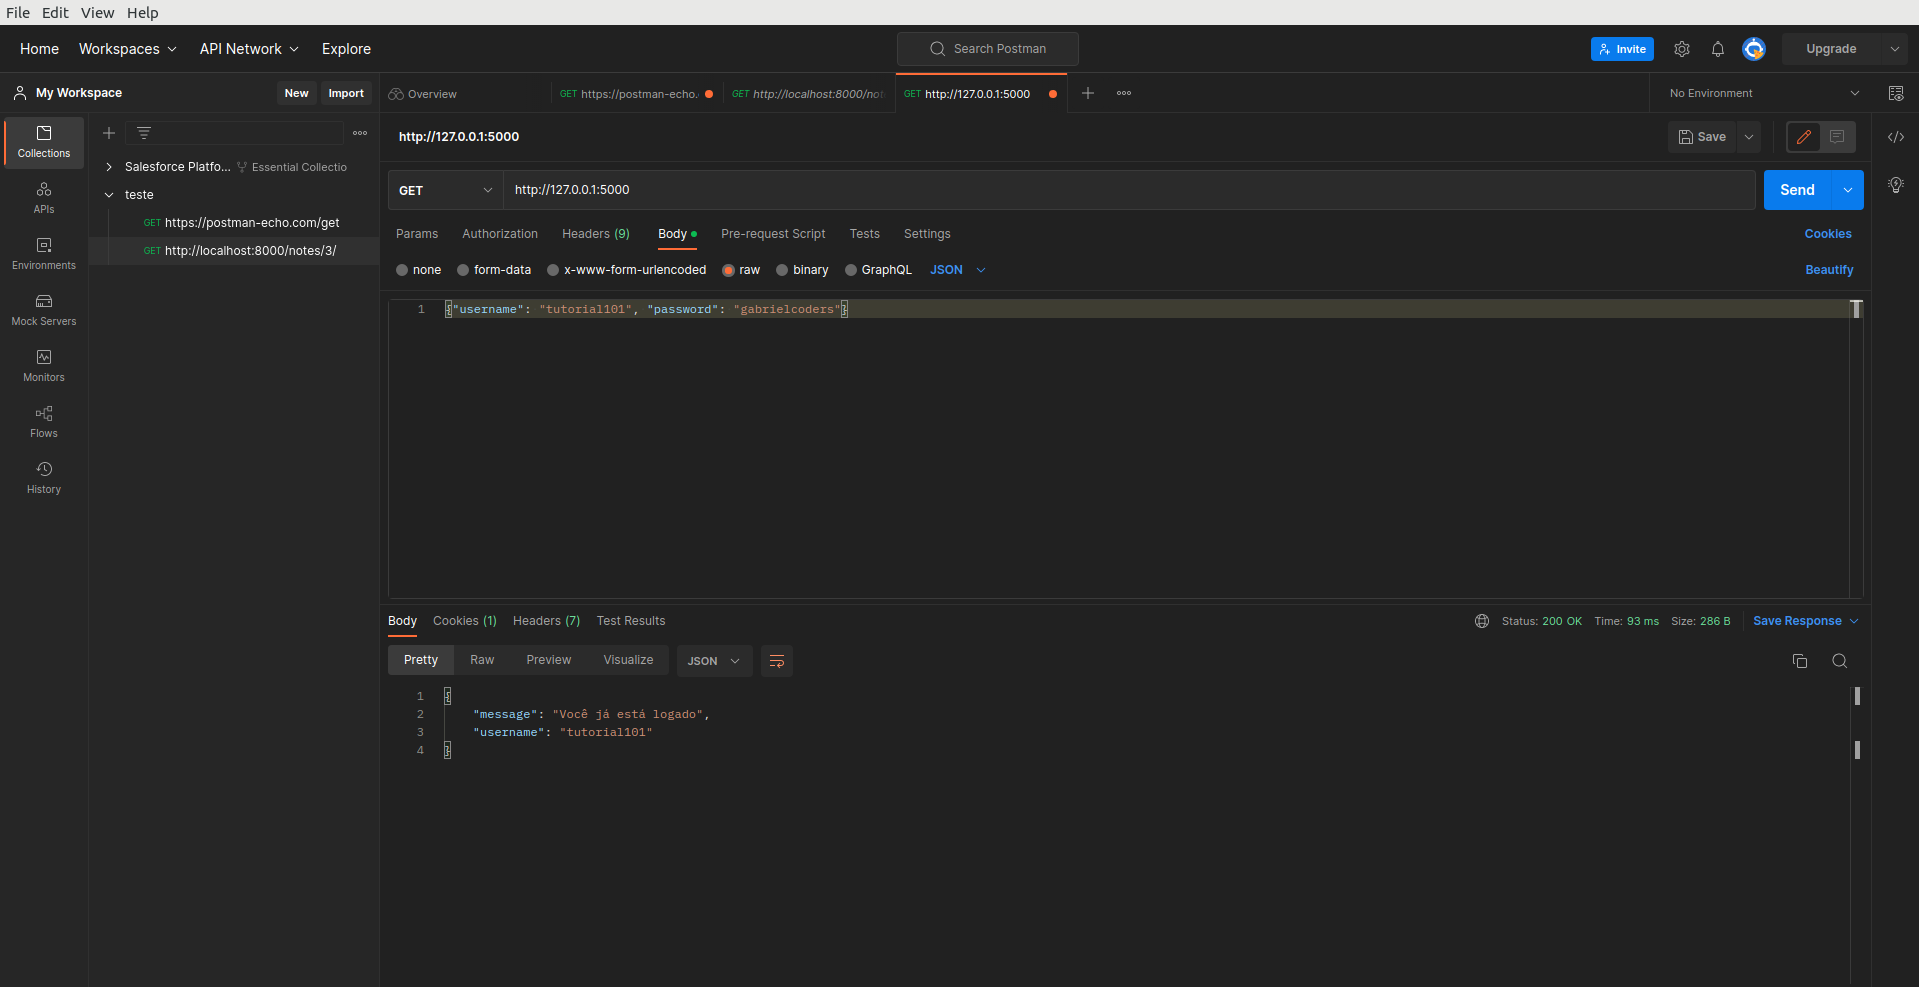 File Edit View Help
Home Workspaces API Network Explore
Search Postman
Invite
Upgrade
My Workspace
New Import
Overview
GET https://postman-echo.
GET http://localhost:8000/not
GET http://127.0.0.1:5000
No Environment
Collections
APIs
Environments
Mock Servers
Monitors
Flows
History
Salesforce Platfo... Essential Collectio
teste
GET https://postman-echo.com/get
GET http://localhost:8000/notes/3/
http://127.0.0.1:5000
Save
GET http://127.0.0.1:5000
Send
Params Authorization Headers (9) Body Pre-request Script Tests Settings
Cookies
none form-data x-www-form-urlencoded raw binary GraphQL JSON
Beautify
1 {"username": "tutorial101", "password": "gabrielcoders"}
Body Cookies (1) Headers (7) Test Results
Status: 200 OK Time: 93 ms Size: 286 B
Save Response
Pretty Raw Preview Visualize JSON
1 {
2 "message": "Você já está logado",
3 "username": "tutorial101"
4 }